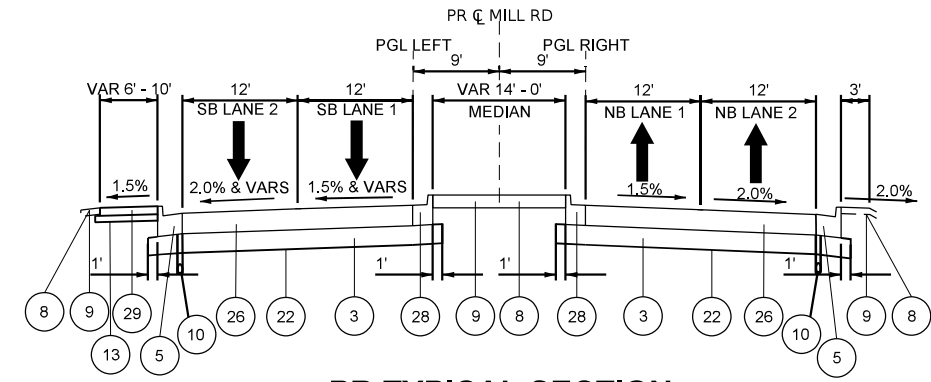 PR ℄ MILL RD
PGL LEFT
PGL RIGHT
9'
9'
VAR 6' - 10'
12'
12'
VAR 14' - 0'
12'
12'
3'
SB LANE 2
SB LANE 1
MEDIAN
NB LANE 1
NB LANE 2
1.5%
2.0% & VARS
1.5% & VARS
1.5%
2.0%
2.0%
1'
1'
1'
1'
8
9
29
10
26
22
3
28
9
8
28
3
22
26
10
9
8
13
5
5
PR TYPICAL SECTION